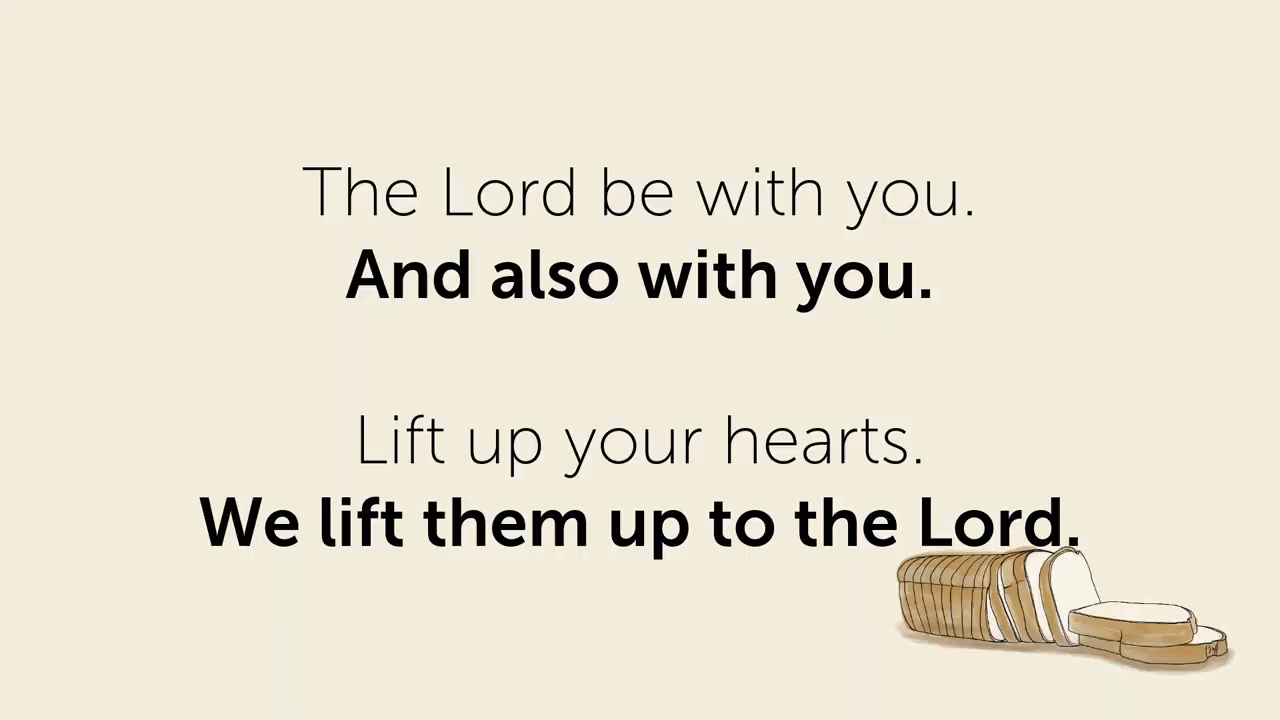 The Lord be with you.
And also with you.
Lift up your hearts.
We lift them up to the Lord.